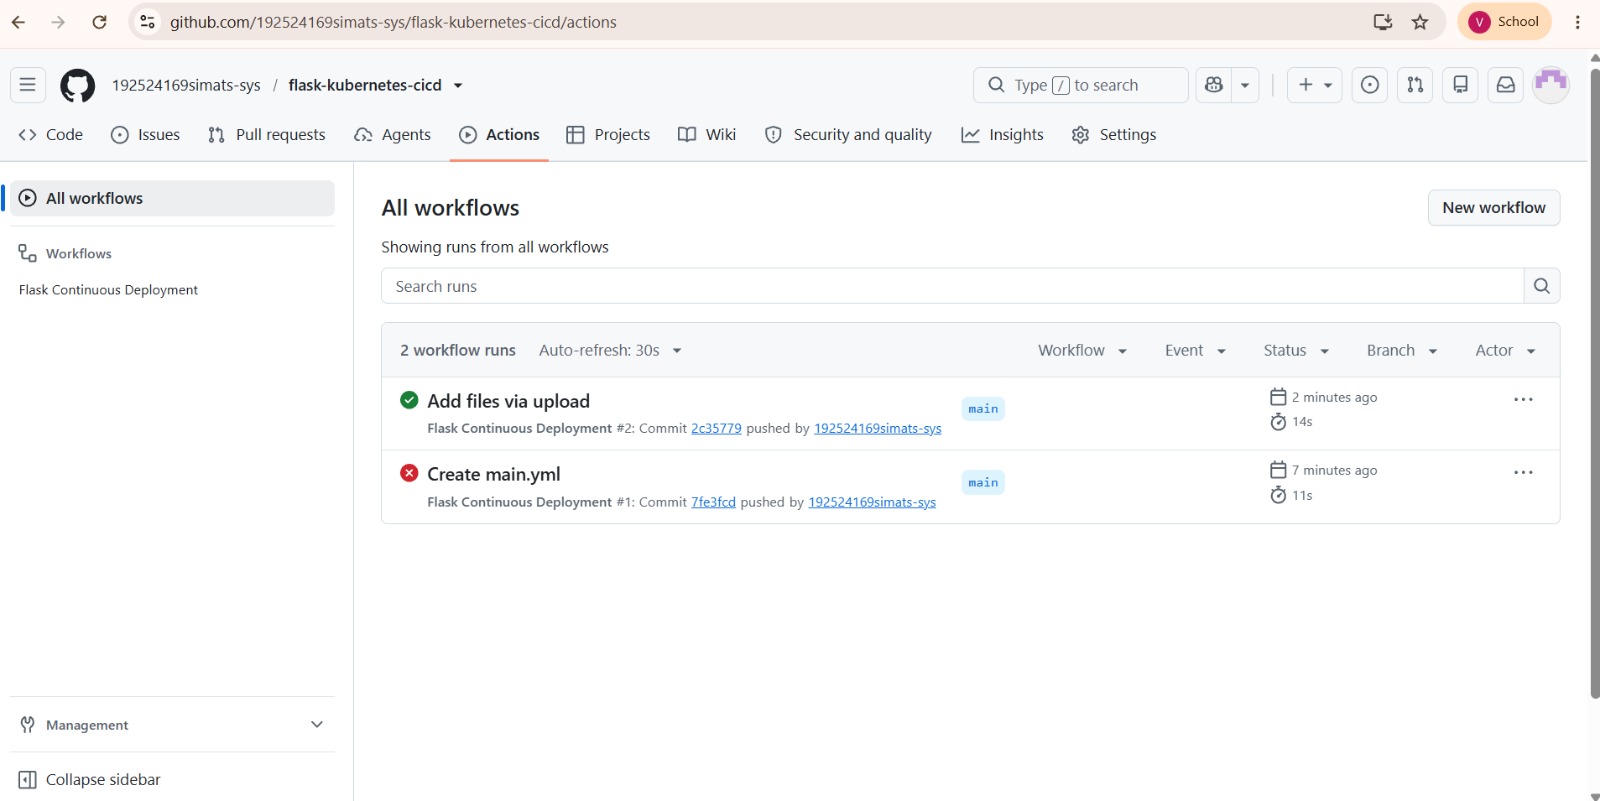 github.com/192524169simats-sys/flask-kubernetes-cicd/actions
V School
192524169simats-sys / flask-kubernetes-cicd
Type / to search
Code Issues Pull requests Agents Actions Projects Wiki Security and quality Insights Settings
All workflows
Workflows
Flask Continuous Deployment
Management
Collapse sidebar
All workflows
New workflow
Showing runs from all workflows
Search runs
2 workflow runs Auto-refresh: 30s Workflow Event Status Branch Actor
Add files via upload
Flask Continuous Deployment #2: Commit 2c35779 pushed by 192524169simats-sys
main
2 minutes ago
14s
Create main.yml
Flask Continuous Deployment #1: Commit 7fe3fcd pushed by 192524169simats-sys
main
7 minutes ago
11s